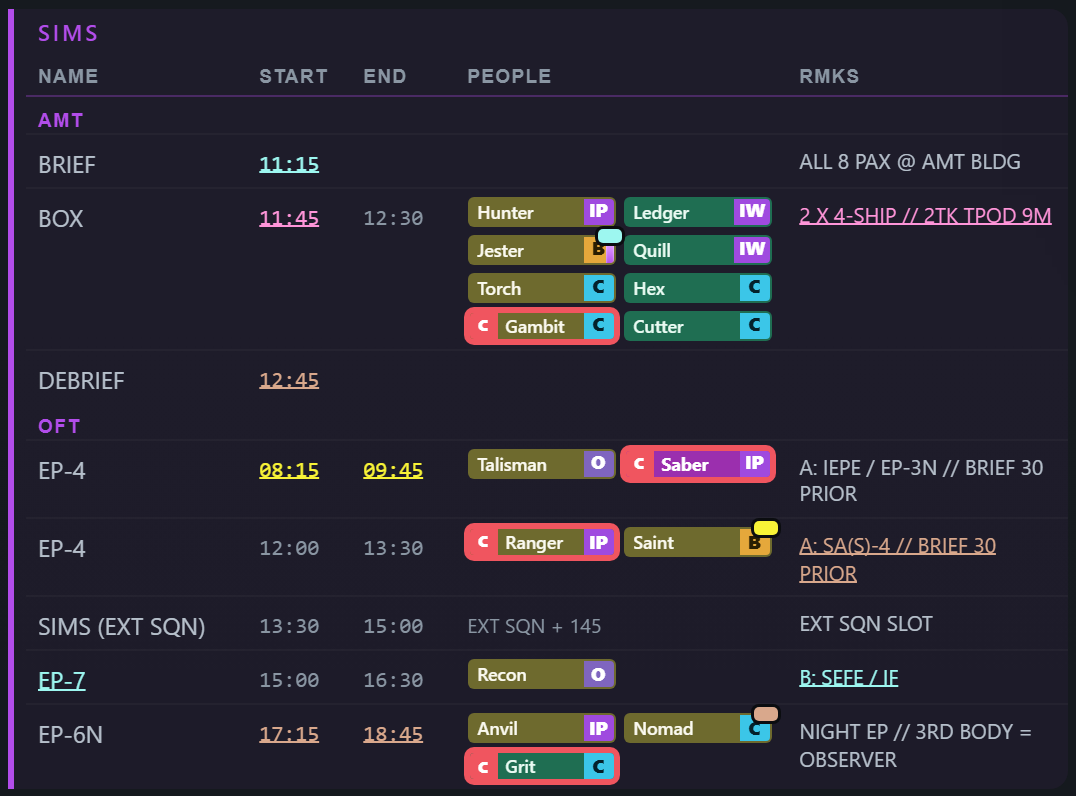 SIMS
NAME START END PEOPLE RMKS
AMT
BRIEF 11:15 ALL 8 PAX @ AMT BLDG
BOX 11:45 12:30 Hunter IP Ledger IW 2 X 4-SHIP // 2TK TPOD 9M
Jester B Quill IW
Torch C Hex C
C Gambit C Cutter C
DEBRIEF 12:45
OFT
EP-4 08:15 09:45 Talisman O C Saber IP A: IEPE / EP-3N // BRIEF 30
PRIOR
EP-4 12:00 13:30 C Ranger IP Saint B A: SA(S)-4 // BRIEF 30
PRIOR
SIMS (EXT SQN) 13:30 15:00 EXT SQN + 145 EXT SQN SLOT
EP-7 15:00 16:30 Recon O B: SEFE / IF
EP-6N 17:15 18:45 Anvil IP Nomad C NIGHT EP // 3RD BODY =
OBSERVER
C Grit C